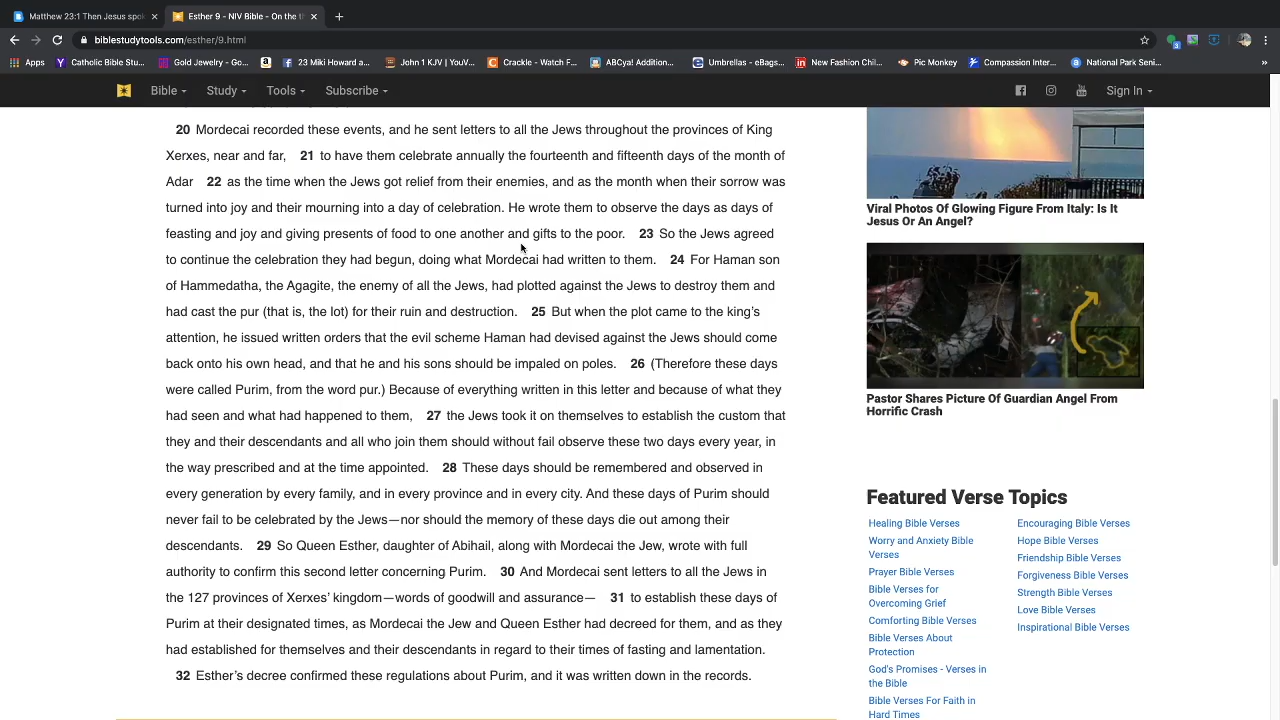 Matthew 23:1 Then Jesus spok
Esther 9 - NIV Bible - On the th
biblestudytools.com/esther/9.html
Apps
Catholic Bible Stu...
Gold Jewelry - Go...
23 Miki Howard a...
John 1 KJV | YouV...
Crackle - Watch F...
ABCya! Addition...
Umbrellas - eBags...
New Fashion Chil...
Pic Monkey
Compassion Inter...
National Park Seni...
Bible
Study
Tools
Subscribe
Sign In
20 Mordecai recorded these events, and he sent letters to all the Jews throughout the provinces of King
Xerxes, near and far, 21 to have them celebrate annually the fourteenth and fifteenth days of the month of
Adar 22 as the time when the Jews got relief from their enemies, and as the month when their sorrow was
turned into joy and their mourning into a day of celebration. He wrote them to observe the days as days of
feasting and joy and giving presents of food to one another and gifts to the poor. 23 So the Jews agreed
to continue the celebration they had begun, doing what Mordecai had written to them. 24 For Haman son
of Hammedatha, the Agagite, the enemy of all the Jews, had plotted against the Jews to destroy them and
had cast the pur (that is, the lot) for their ruin and destruction. 25 But when the plot came to the king's
attention, he issued written orders that the evil scheme Haman had devised against the Jews should come
back onto his own head, and that he and his sons should be impaled on poles. 26 (Therefore these days
were called Purim, from the word pur.) Because of everything written in this letter and because of what they
had seen and what had happened to them, 27 the Jews took it on themselves to establish the custom that
they and their descendants and all who join them should without fail observe these two days every year, in
the way prescribed and at the time appointed. 28 These days should be remembered and observed in
every generation by every family, and in every province and in every city. And these days of Purim should
never fail to be celebrated by the Jews—nor should the memory of these days die out among their
descendants. 29 So Queen Esther, daughter of Abihail, along with Mordecai the Jew, wrote with full
authority to confirm this second letter concerning Purim. 30 And Mordecai sent letters to all the Jews in
the 127 provinces of Xerxes' kingdom—words of goodwill and assurance— 31 to establish these days of
Purim at their designated times, as Mordecai the Jew and Queen Esther had decreed for them, and as they
had established for themselves and their descendants in regard to their times of fasting and lamentation.
32 Esther's decree confirmed these regulations about Purim, and it was written down in the records.
Viral Photos Of Glowing Figure From Italy: Is It
Jesus Or An Angel?
Pastor Shares Picture Of Guardian Angel From
Horrific Crash
Featured Verse Topics
Healing Bible Verses
Worry and Anxiety Bible
Verses
Prayer Bible Verses
Bible Verses for
Overcoming Grief
Comforting Bible Verses
Bible Verses About
Protection
God's Promises - Verses in
the Bible
Bible Verses For Faith in
Hard Times
Encouraging Bible Verses
Hope Bible Verses
Friendship Bible Verses
Forgiveness Bible Verses
Strength Bible Verses
Love Bible Verses
Inspirational Bible Verses